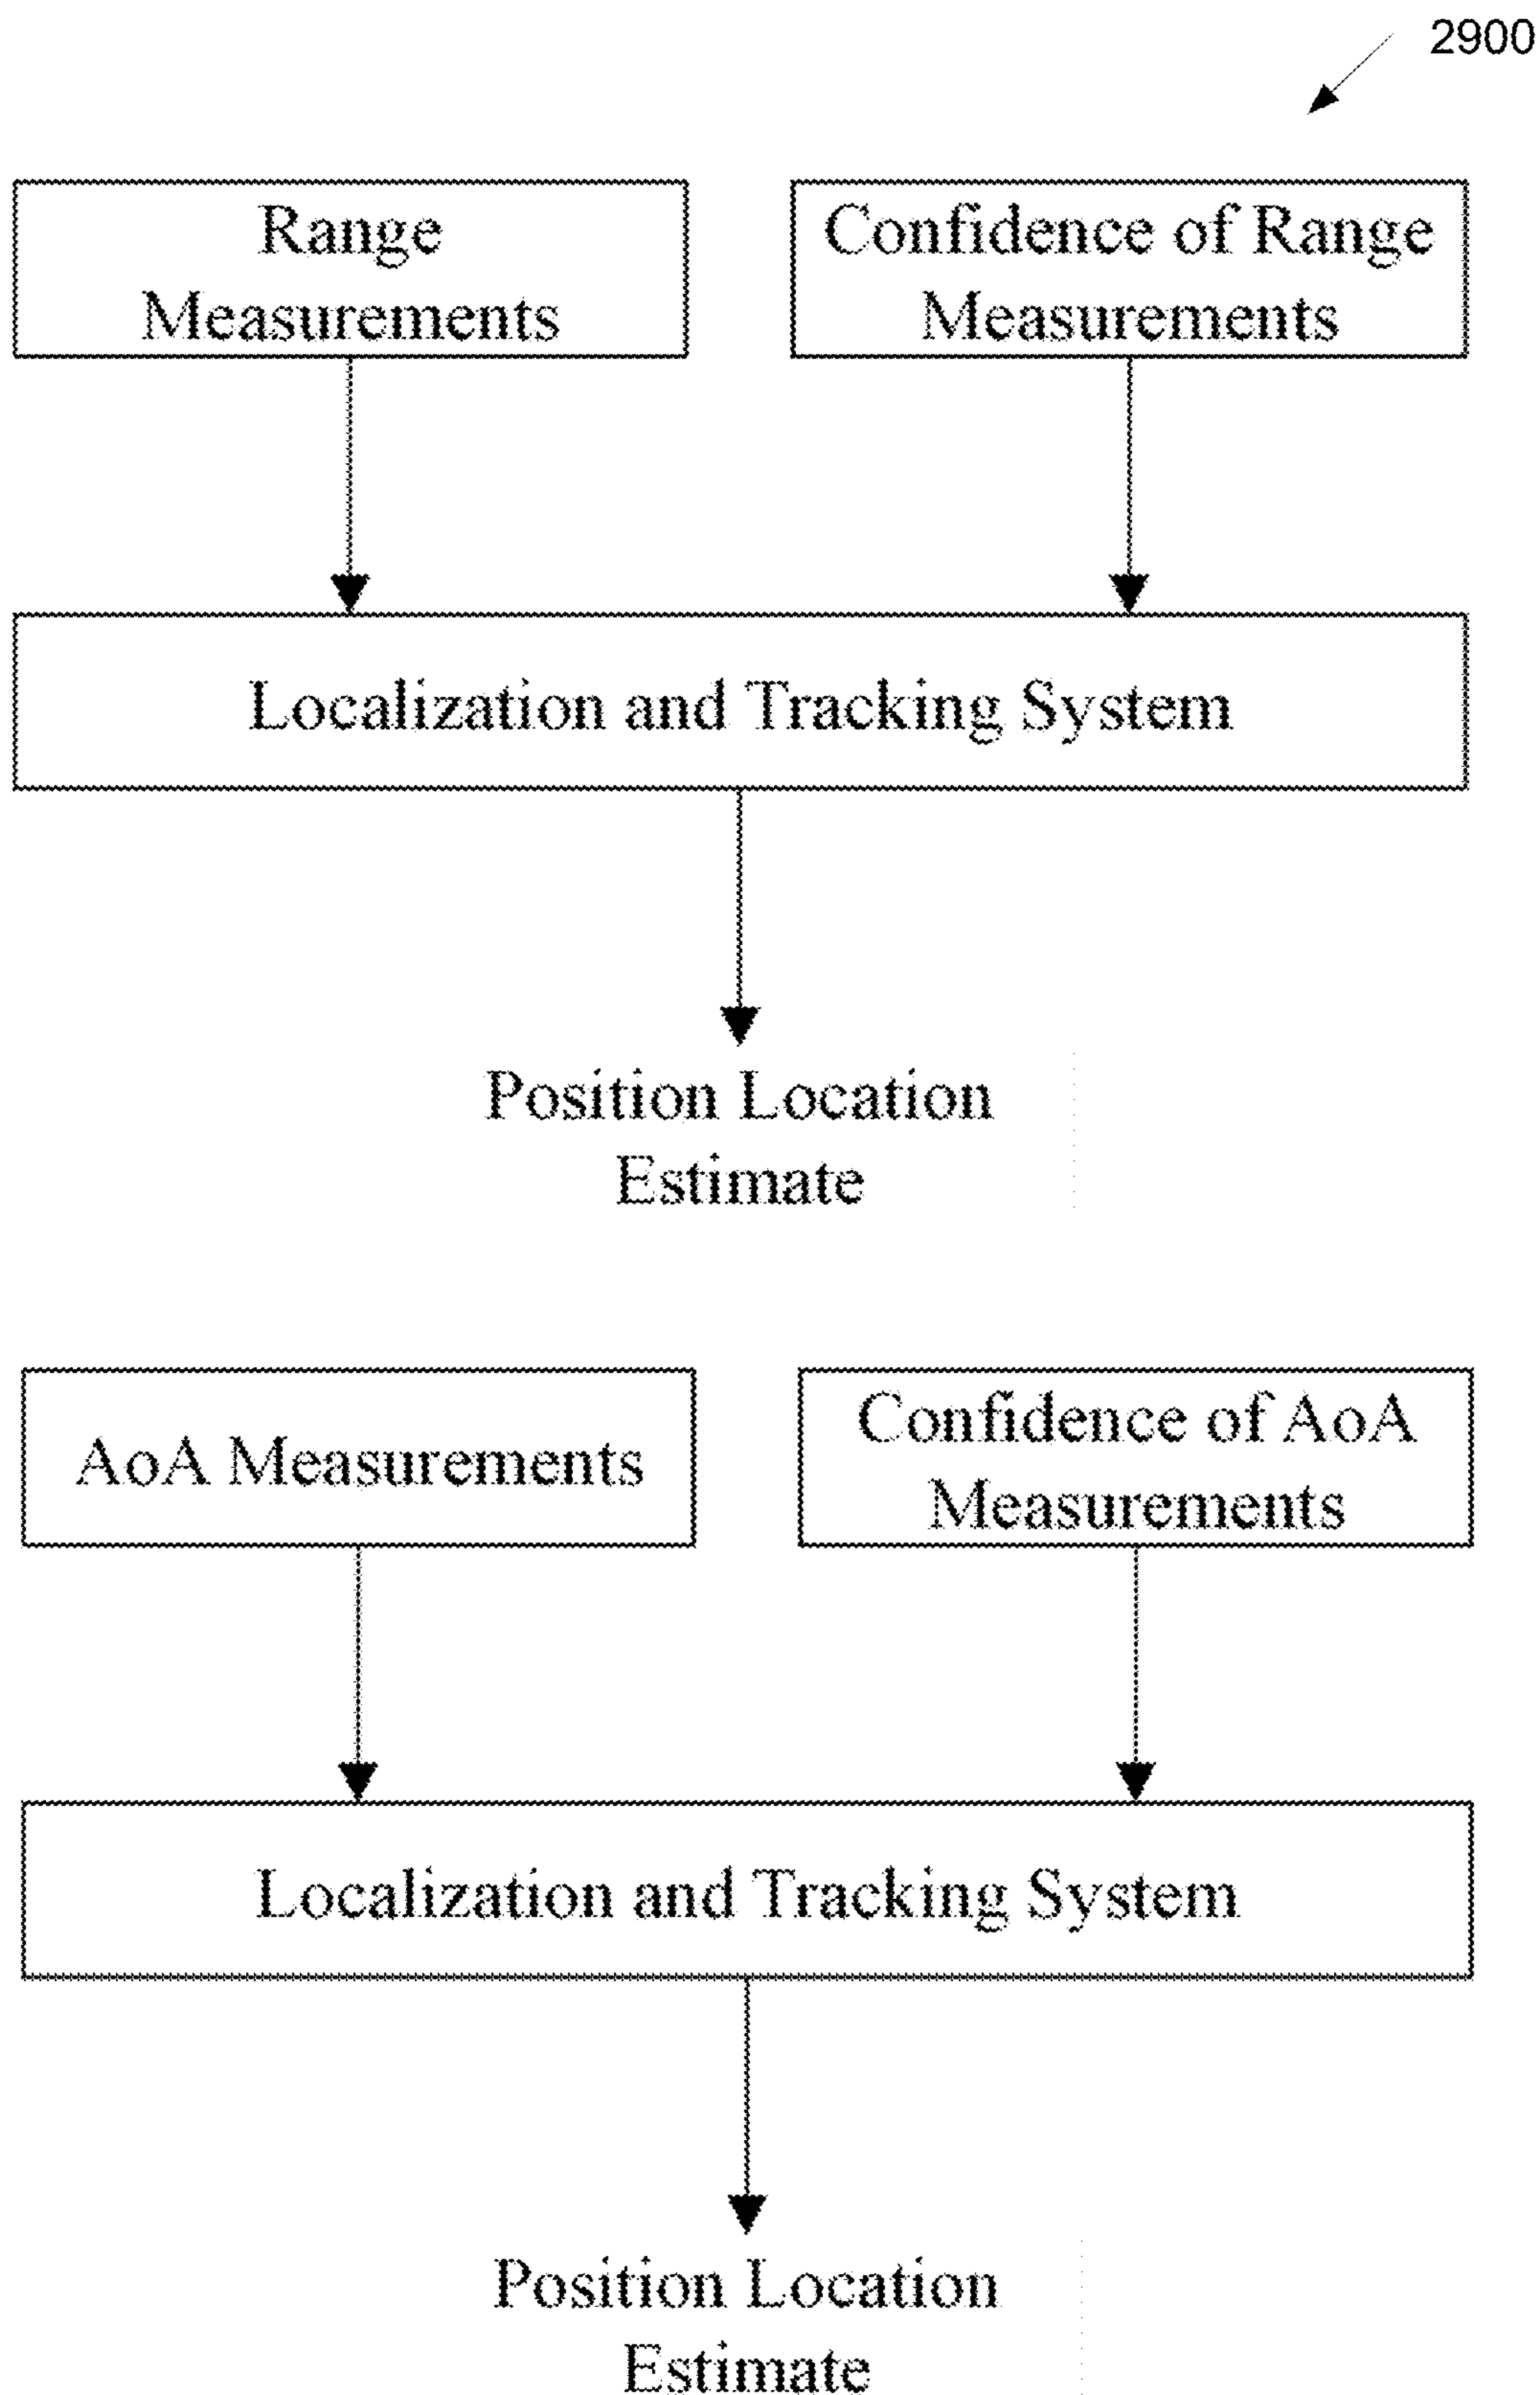 2900
Range
Measurements
Confidence of Range
Measurements
Localization and Tracking System
Position Location
Estimate
AoA Measurements
Confidence of AoA
Measurements
Localization and Tracking System
Position Location
Estimate